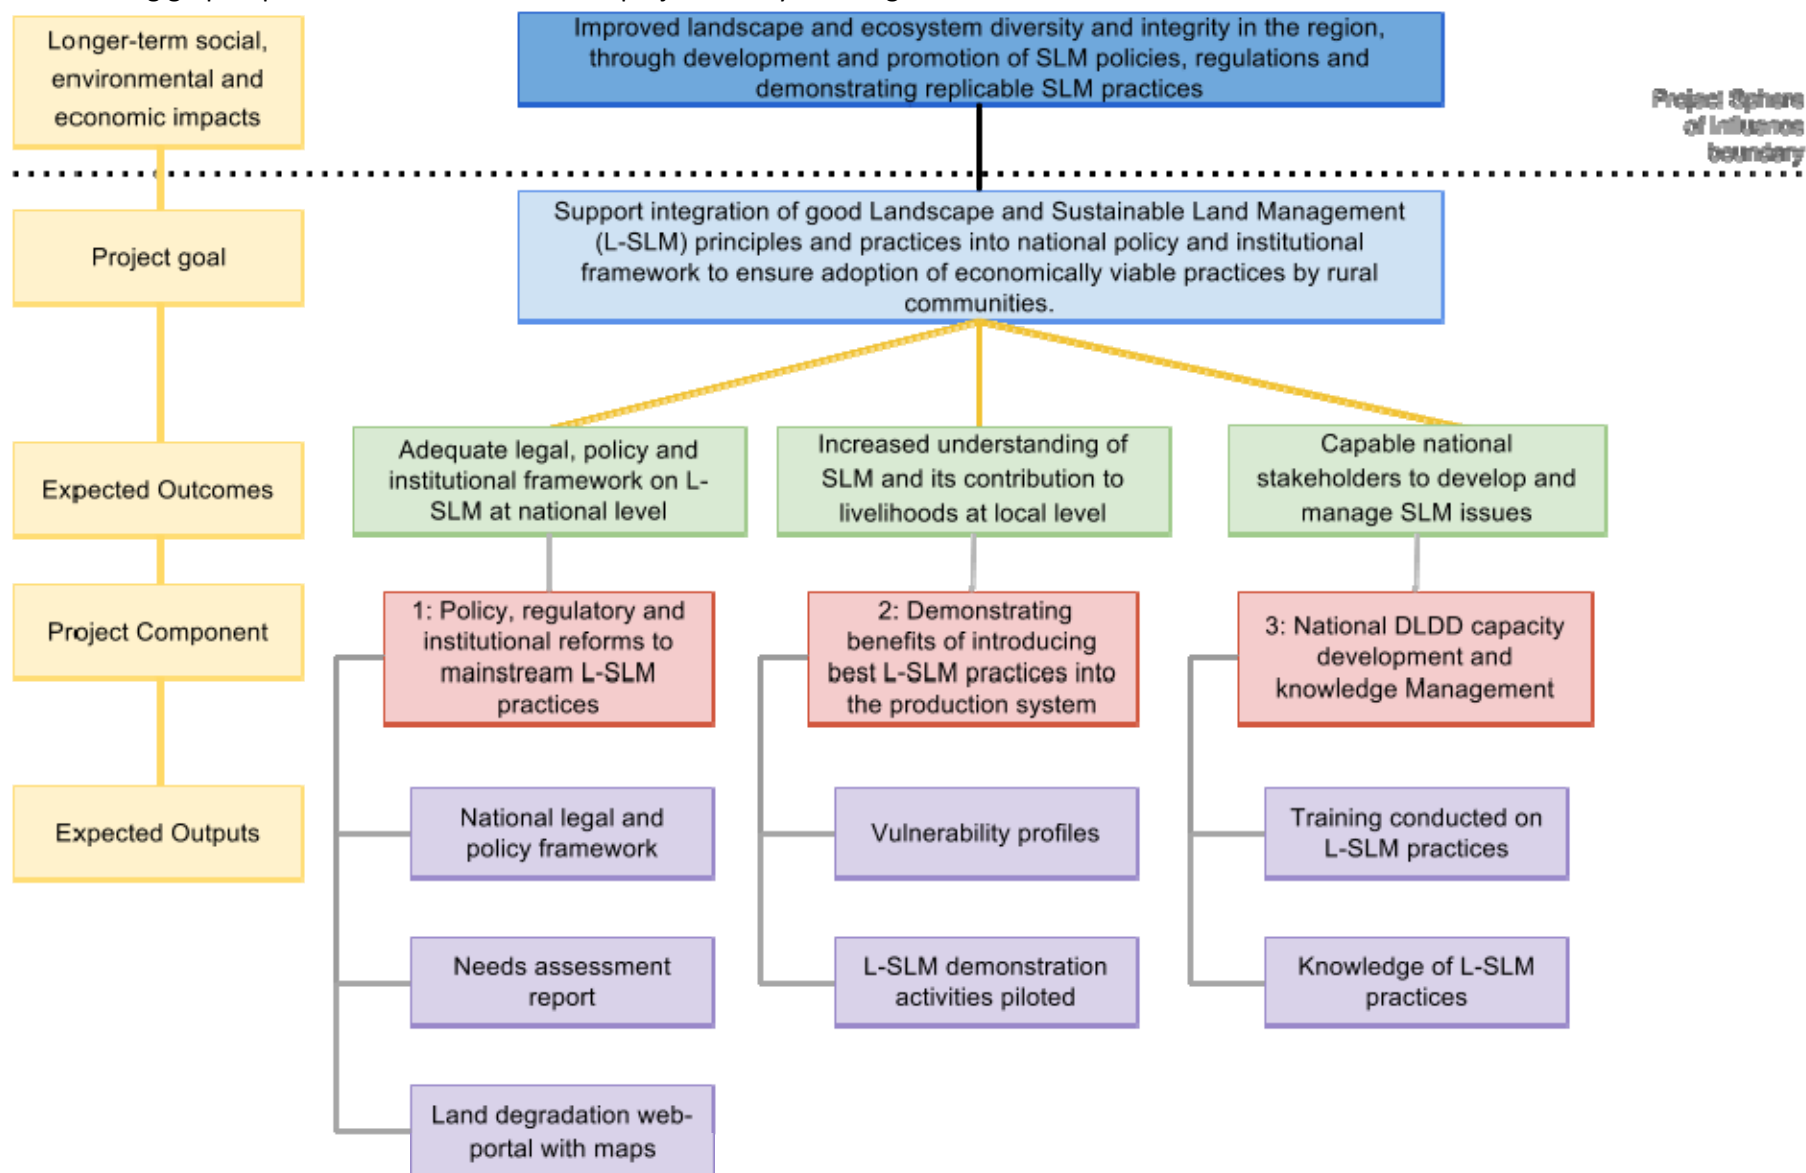 Longer-term social,
environmental and
economic impacts
Improved landscape and ecosystem diversity and integrity in the region,
through development and promotion of SLM policies, regulations and
demonstrating replicable SLM practices
Project Sphere
of Influence
boundary
Project goal
Support integration of good Landscape and Sustainable Land Management
(L-SLM) principles and practices into national policy and institutional
framework to ensure adoption of economically viable practices by rural
communities.
Expected Outcomes
Adequate legal, policy and
institutional framework on L-
SLM at national level
Increased understanding of
SLM and its contribution to
livelihoods at local level
Capable national
stakeholders to develop and
manage SLM issues
Project Component
1: Policy, regulatory and
institutional reforms to
mainstream L-SLM
practices
2: Demonstrating
benefits of introducing
best L-SLM practices into
the production system
3: National DLDD capacity
development and
knowledge Management
Expected Outputs
National legal and
policy framework
Vulnerability profiles
Training conducted on
L-SLM practices
Needs assessment
report
L-SLM demonstration
activities piloted
Knowledge of L-SLM
practices
Land degradation web-
portal with maps